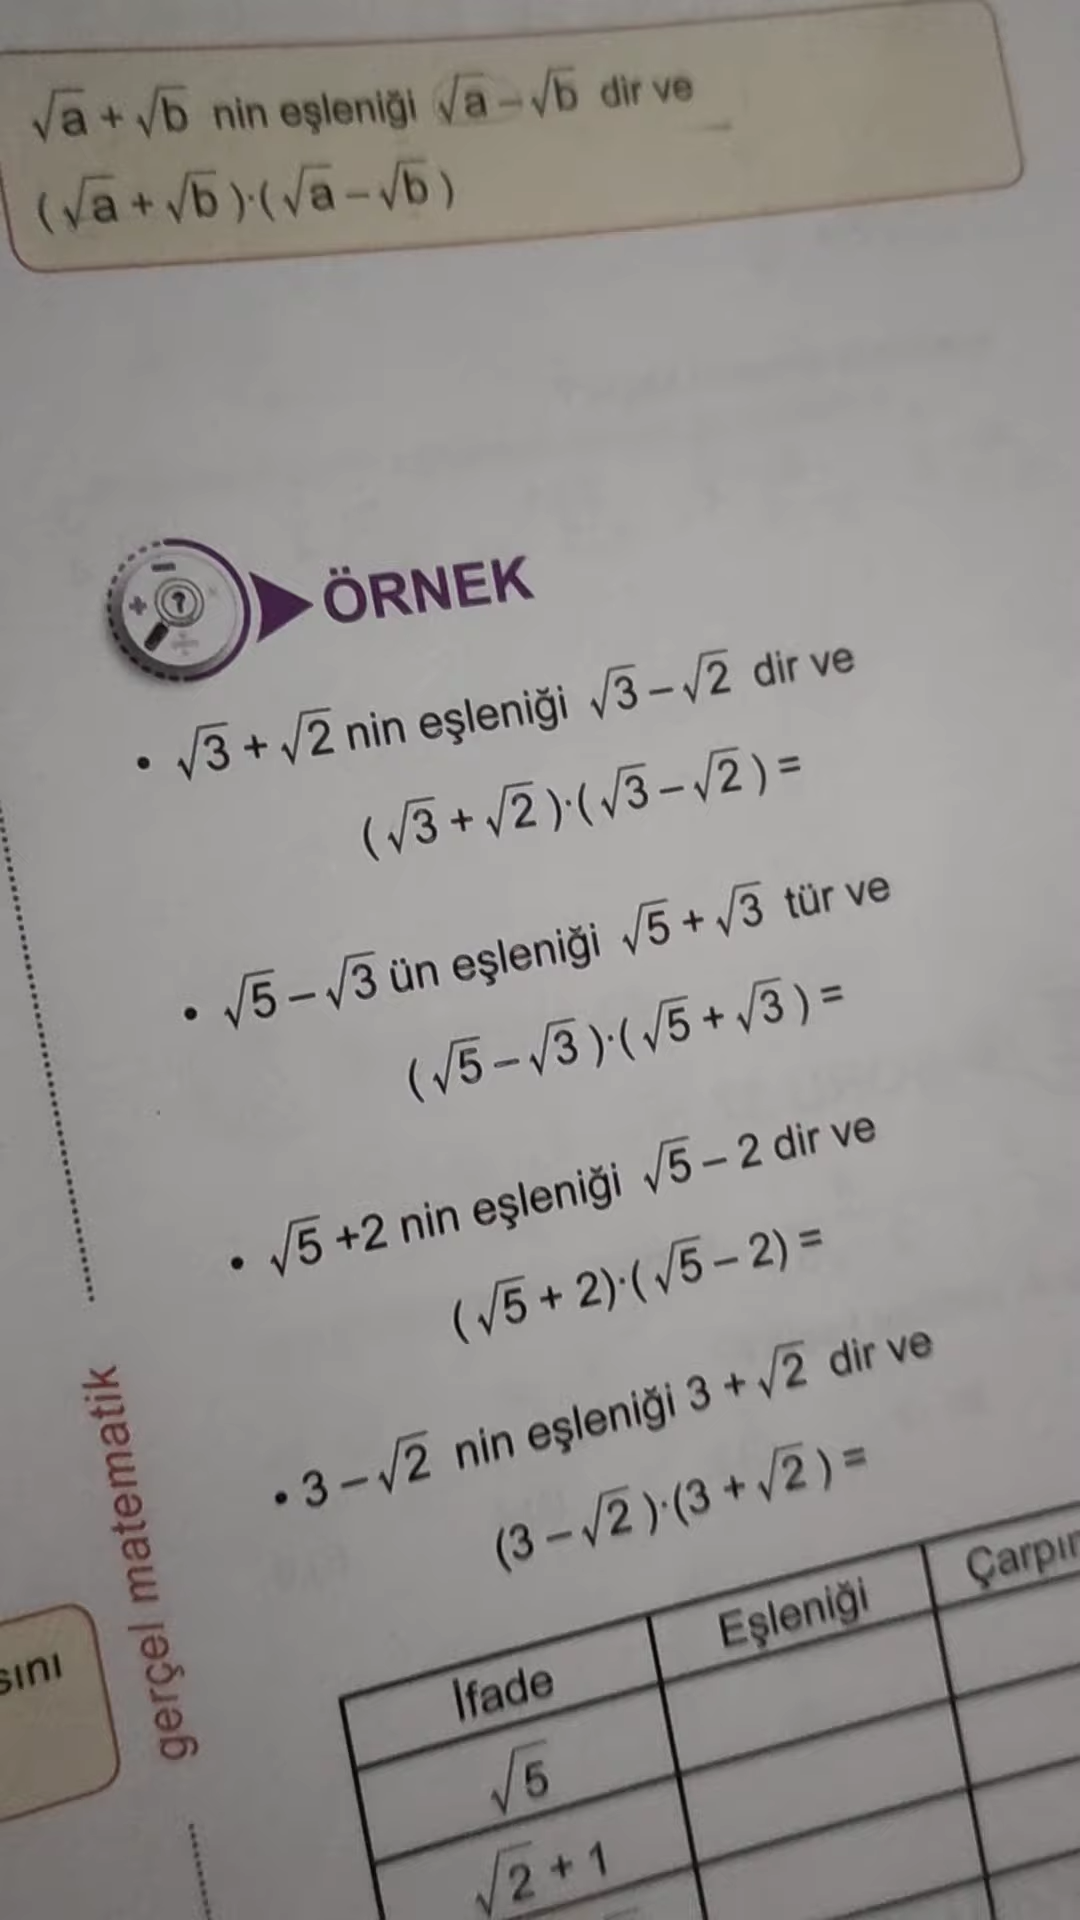 √a + √b nin eşleniği √a – √b dir ve
(√a + √b)·(√a – √b)
ÖRNEK
• √3 + √2 nin eşleniği √3 – √2 dir ve
(√3 + √2)·(√3 – √2) =
• √5 – √3 ün eşleniği √5 + √3 tür ve
(√5 – √3)·(√5 + √3) =
• √5 +2 nin eşleniği √5 – 2 dir ve
(√5 + 2)·(√5 – 2) =
• 3 – √2 nin eşleniği 3 + √2 dir ve
(3 – √2)·(3 + √2) =
İfade Eşleniği
√5
√2 + 1
gerçel matematik